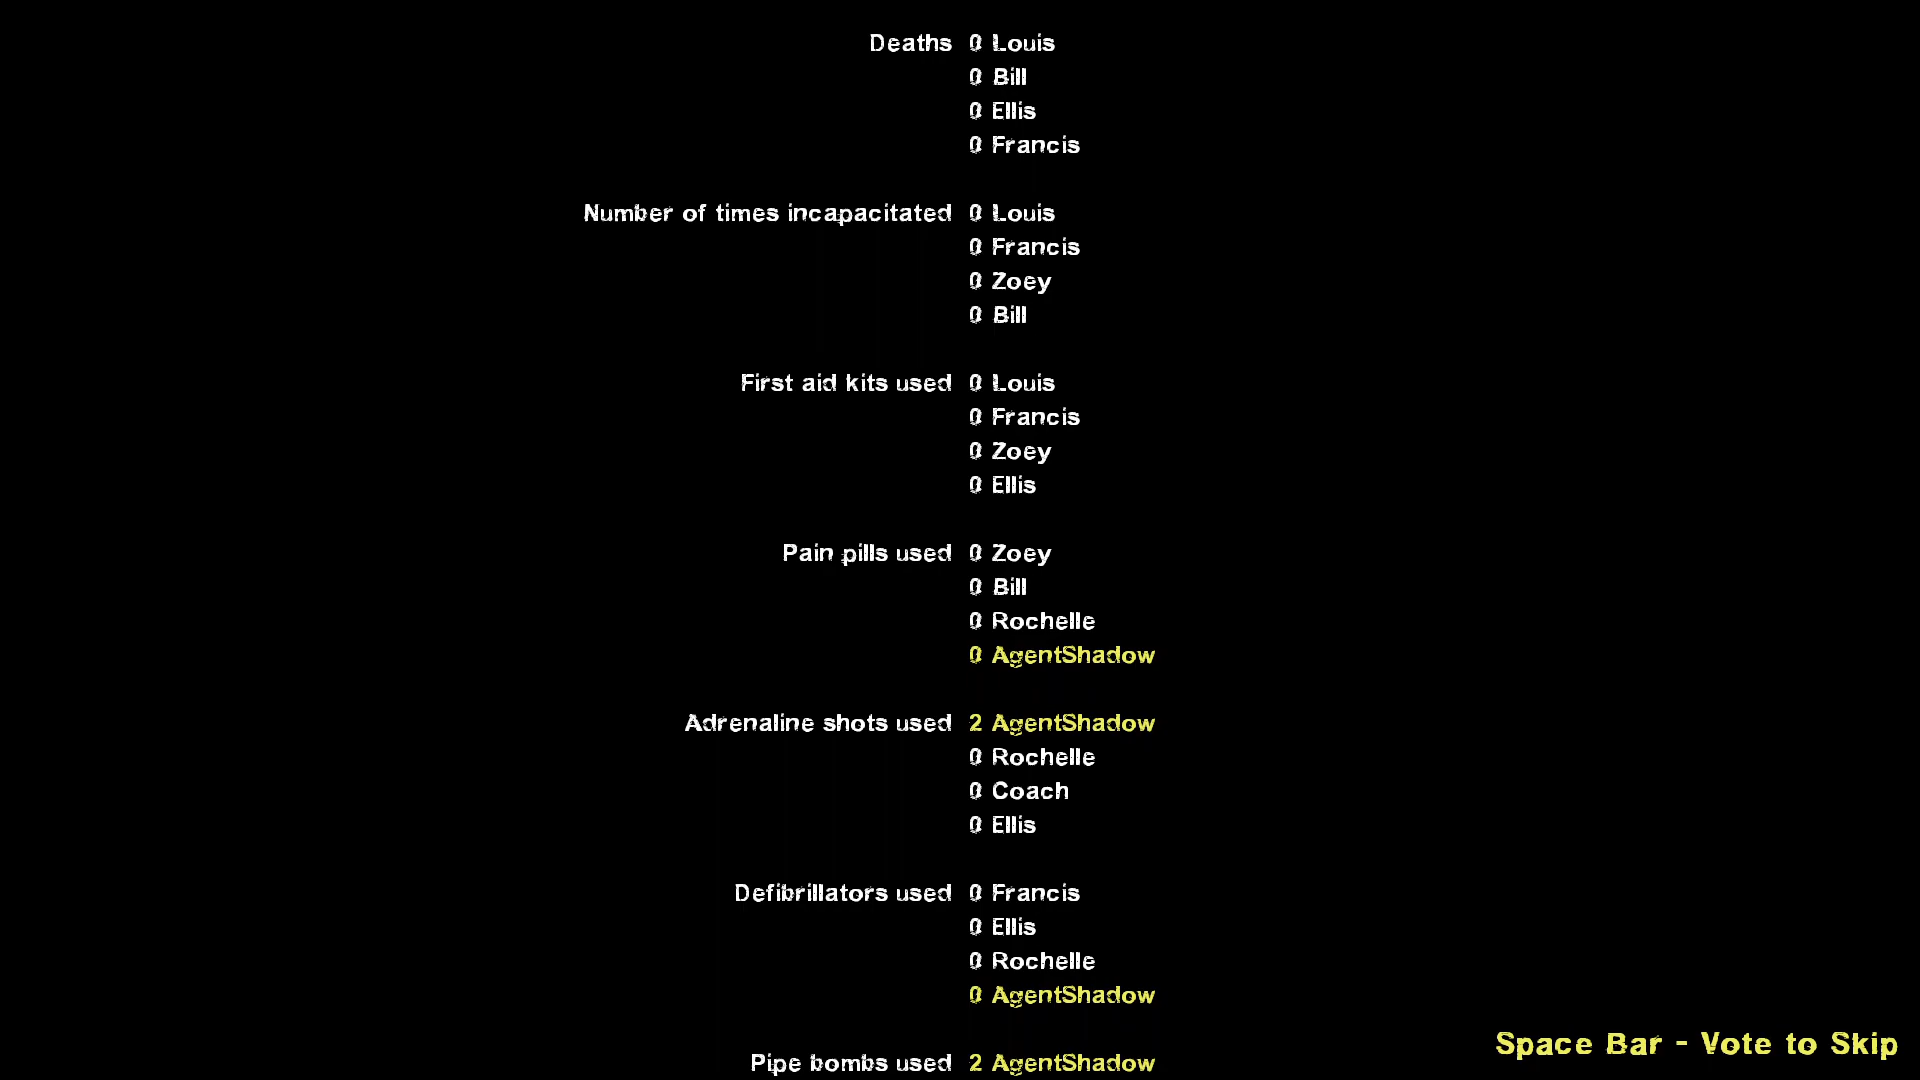 Deaths 0 Louis
0 Bill
0 Ellis
0 Francis
Number of times incapacitated 0 Louis
0 Francis
0 Zoey
0 Bill
First aid kits used 0 Louis
0 Francis
0 Zoey
0 Ellis
Pain pills used 0 Zoey
0 Bill
0 Rochelle
0 AgentShadow
Adrenaline shots used 2 AgentShadow
0 Rochelle
0 Coach
0 Ellis
Defibrillators used 0 Francis
0 Ellis
0 Rochelle
0 AgentShadow
Pipe bombs used 2 AgentShadow
Space Bar - Vote to Skip